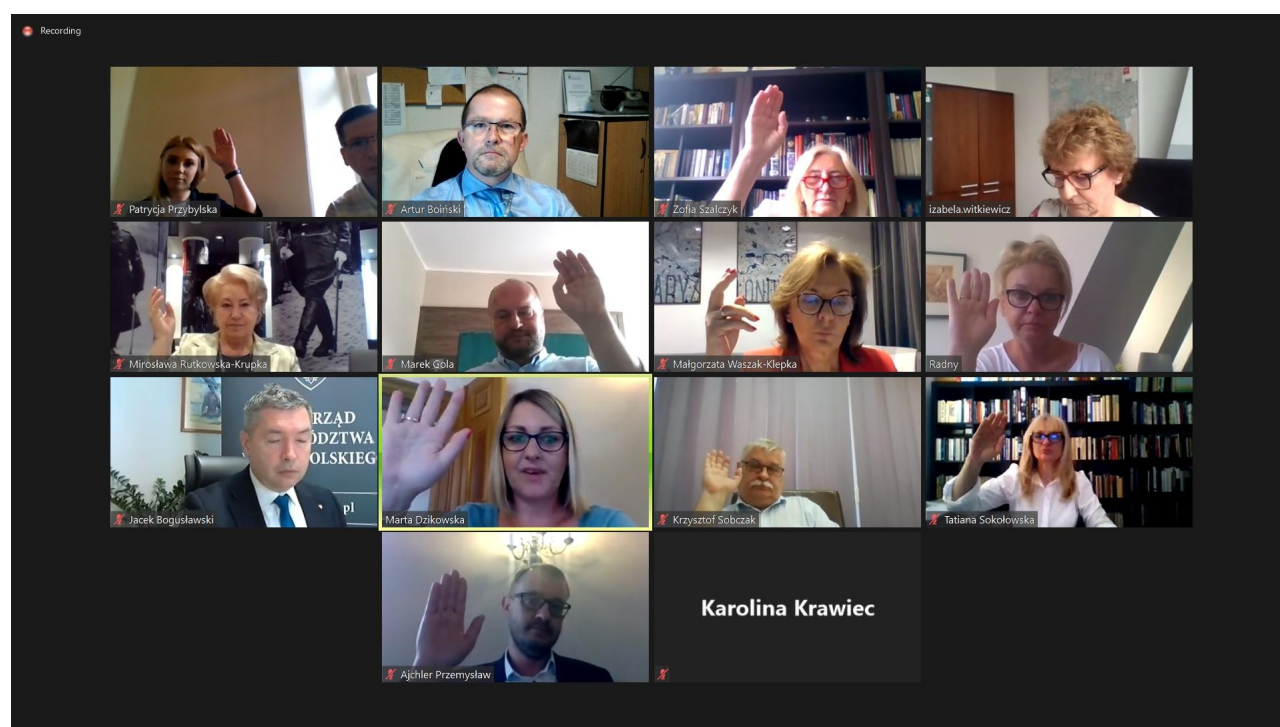 Recording
Patrycja Przybylska
Artur Boiński
Zofia Szalczyk
izabela.witkiewicz
Mirosława Rutkowska-Krupka
Marek Gola
Małgorzata Waszak-Klepka
Radny
RZĄD
ÓDZTWA
OLSKIEG
pl
Jacek Bogusławski
Marta Dzikowska
Krzysztof Sobczak
Tatiana Sokołowska
Ajchler Przemysław
Karolina Krawiec